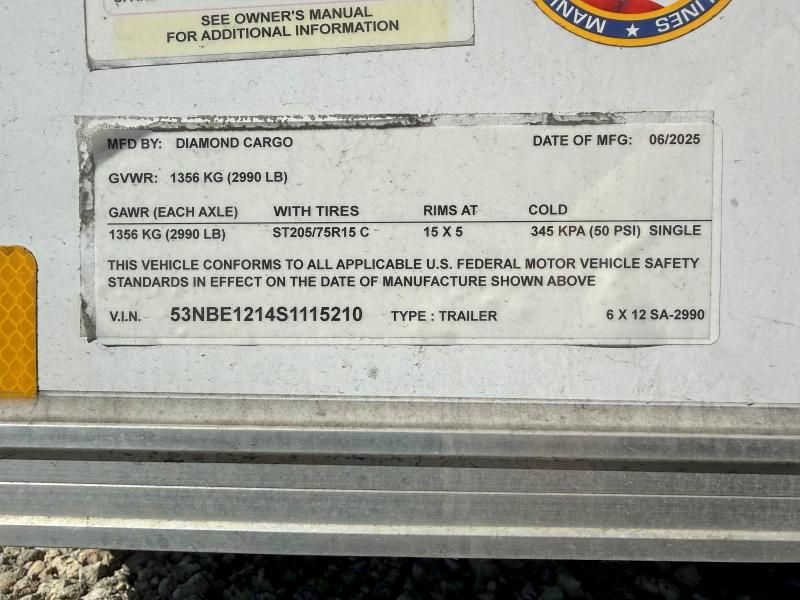 SEE OWNER'S MANUAL
FOR ADDITIONAL INFORMATION
LINES ★ MANU
MFD BY: DIAMOND CARGO DATE OF MFG: 06/2025
GVWR: 1356 KG (2990 LB)
GAWR (EACH AXLE) WITH TIRES RIMS AT COLD
1356 KG (2990 LB) ST205/75R15 C 15 X 5 345 KPA (50 PSI) SINGLE
THIS VEHICLE CONFORMS TO ALL APPLICABLE U.S. FEDERAL MOTOR VEHICLE SAFETY
STANDARDS IN EFFECT ON THE DATE OF MANUFACTURE SHOWN ABOVE
V.I.N. 53NBE1214S1115210 TYPE : TRAILER 6 X 12 SA-2990